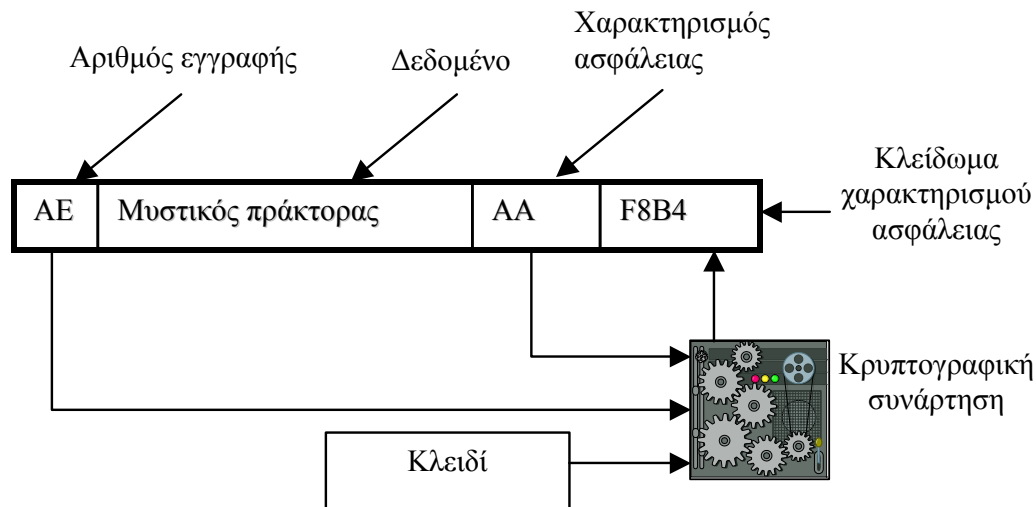 Χαρακτηρισμός
ασφάλειας
Αριθμός εγγραφής
Δεδομένο
Κλείδωμα
χαρακτηρισμού
ασφάλειας
ΑΕ
Μυστικός πράκτορας
ΑΑ
F8B4
Κρυπτογραφική
συνάρτηση
Κλειδί